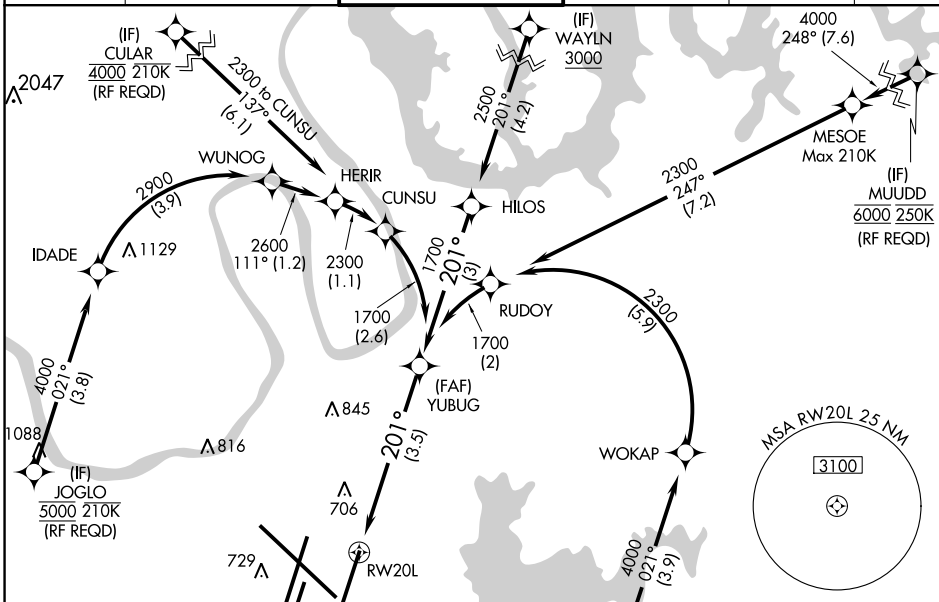 (IF)
CULAR
4000 210K
(RF REQD)
2047
2300 to CUNSU
137°
(6.1)
(IF)
WAYLN
3000
2500
201°
(4.2)
4000
248° (7.6)
MESOE
Max 210K
(IF)
MUUDD
6000 250K
(RF REQD)
2300
247°
(7.2)
WUNOG
HERIR
CUNSU
HILOS
2900
(3.9)
IDADE
1129
2600
111° (1.2)
2300
(1.1)
1700
201°
(3)
1700
(2.6)
RUDOY
1700
(2)
2300
(5.9)
(FAF)
YUBUG
4000
021°
(3.8)
845
201°
(3.5)
1088
816
(IF)
JOGLO
5000 210K
(RF REQD)
WOKAP
MSA RW20L 25 NM
3100
706
729
RW20L
4000
021°
(3.9)